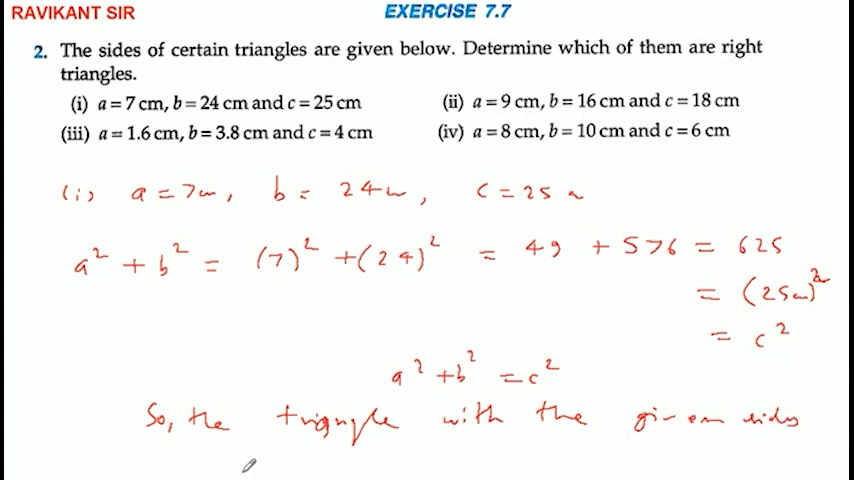 RAVIKANT SIR EXERCISE 7.7
2. The sides of certain triangles are given below. Determine which of them are right
triangles.
(i) a = 7 cm, b = 24 cm and c = 25 cm (ii) a = 9 cm, b = 16 cm and c = 18 cm
(iii) a = 1.6 cm, b = 3.8 cm and c = 4 cm (iv) a = 8 cm, b = 10 cm and c = 6 cm
(i) a = 7cm, b = 24cm, c = 25 cm
a² + b² = (7)² + (24)² = 49 + 576 = 625
= (25cm)²
= c²
a² + b² = c²
So, the triangle with the given sides